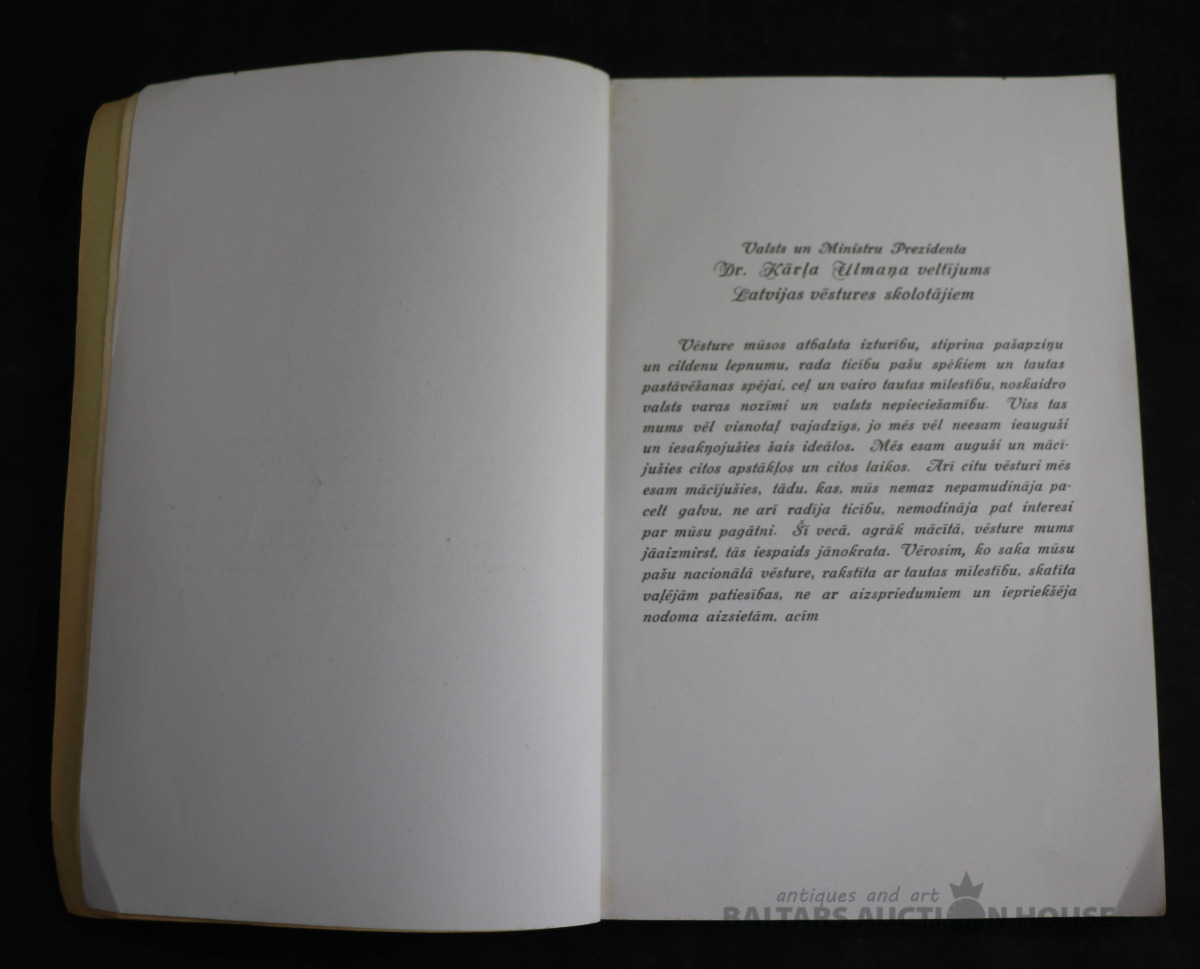 Valsts un Ministru Prezidenta
Dr. Kārļa Ulmaņa veltījums
Latvijas vēstures skolotājiem
Vēsture mūsos atbalsta izturību, stiprina pašapziņu
un cildenu lepnumu, rada ticību pašu spēkiem un tautas
pastāvēšanas spējai, ceļ un vairo tautas mīlestību, noskaidro
valsts varas nozīmi un valsts nepieciešamību. Viss tas
mums vēl visnotaļ vajadzīgs, jo mēs vēl neesam ieauguši
un iesakņojušies šais ideālos. Mēs esam auguši un mācī-
jušies citos apstākļos un citos laikos. Arī citu vēsturi mēs
esam mācījušies, tādu, kas, mūs nemaz nepamudināja pa-
celt galvu, ne arī radīja ticību, nemodināja pat interesi
par mūsu pagātni. Šī vecā, agrāk mācītā, vēsture mums
jāaizmirst, tās iespaids jānokrata. Vērosim, ko saka mūsu
pašu nacionālā vēsture, rakstīta ar tautas mīlestību, skatīta
vaļējām patiesības, ne ar aizspriedumiem un iepriekšēja
nodoma aizsietām, acīm
antiques and art
BALTARS AUCTION HOUSE